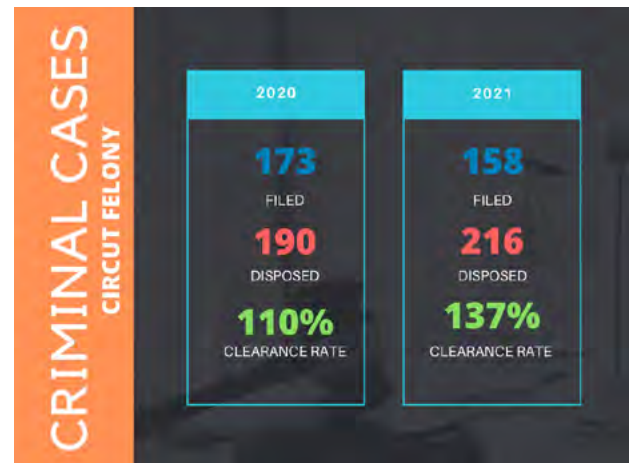 CRIMINAL CASES
CIRCUT FELONY
2020
173
FILED
190
DISPOSED
110%
CLEARANCE RATE
2021
158
FILED
216
DISPOSED
137%
CLEARANCE RATE